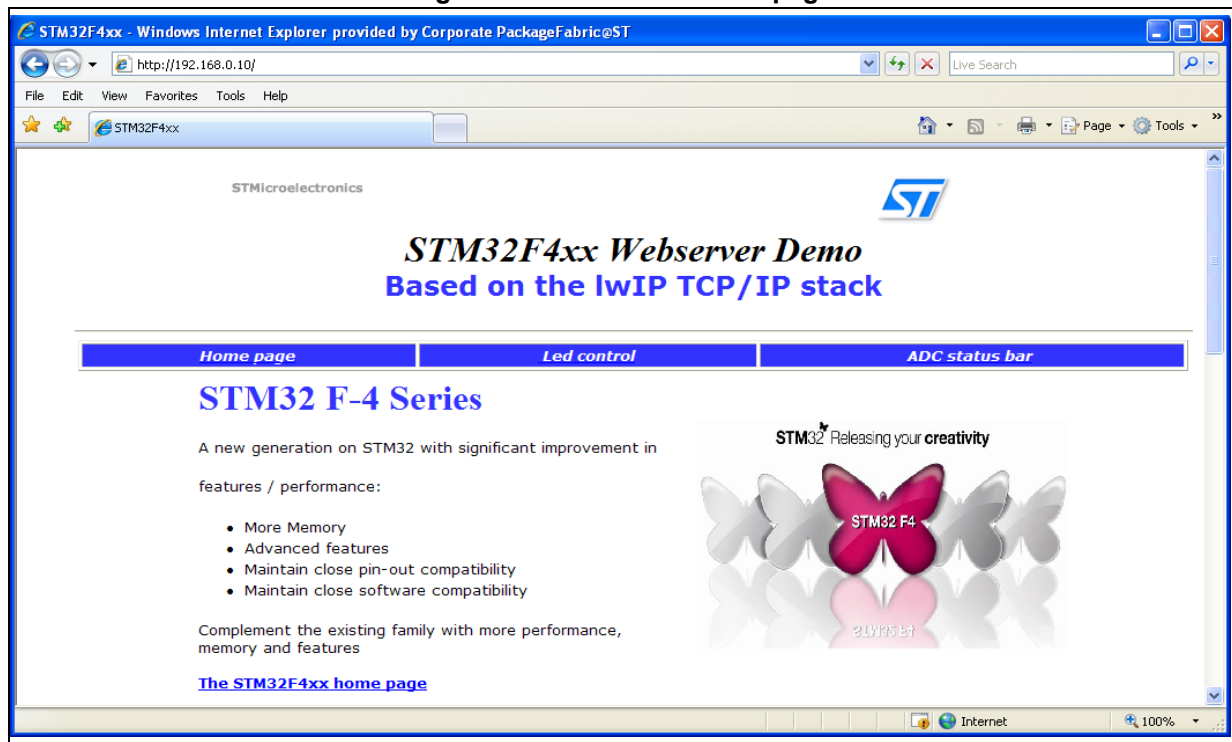 STM32F4xx - Windows Internet Explorer provided by Corporate PackageFabric@ST
http://192.168.0.10/
Live Search
File Edit View Favorites Tools Help
STM32F4xx
Page Tools
STMicroelectronics
ST
STM32F4xx Webserver Demo
Based on the lwIP TCP/IP stack
Home page Led control ADC status bar
STM32 F-4 Series
A new generation on STM32 with significant improvement in
features / performance:
• More Memory
• Advanced features
• Maintain close pin-out compatibility
• Maintain close software compatibility
Complement the existing family with more performance,
memory and features
The STM32F4xx home page
STM32 Releasing your creativity
STM32 F4
Internet 100%